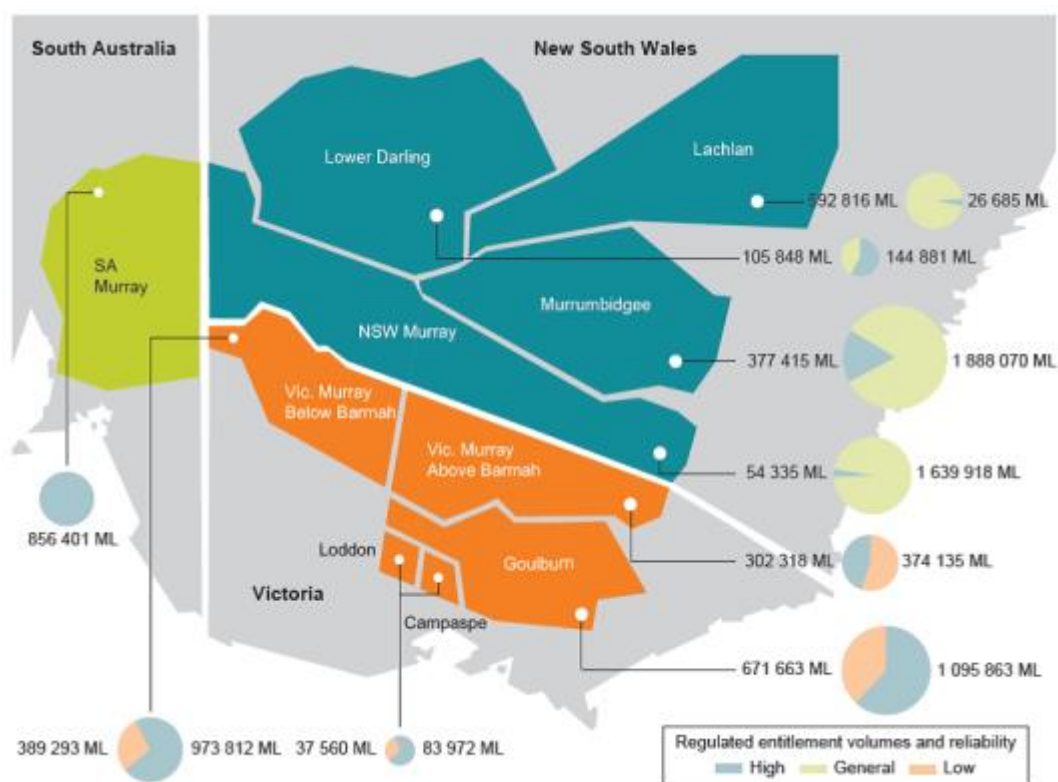 South Australia
New South Wales
Lower Darling
Lachlan
592 816 ML
26 685 ML
105 848 ML
144 881 ML
SA
Murray
Murrumbidgee
NSW Murray
377 415 ML
1 888 070 ML
Vic. Murray
Below Barmah
Vic. Murray
Above Barmah
54 335 ML
1 639 918 ML
856 401 ML
Loddon
Goulburn
302 318 ML
374 135 ML
Victoria
Campaspe
671 663 ML
1 095 863 ML
389 293 ML
973 812 ML
37 560 ML
83 972 ML
Regulated entitlement volumes and reliability
High
General
Low